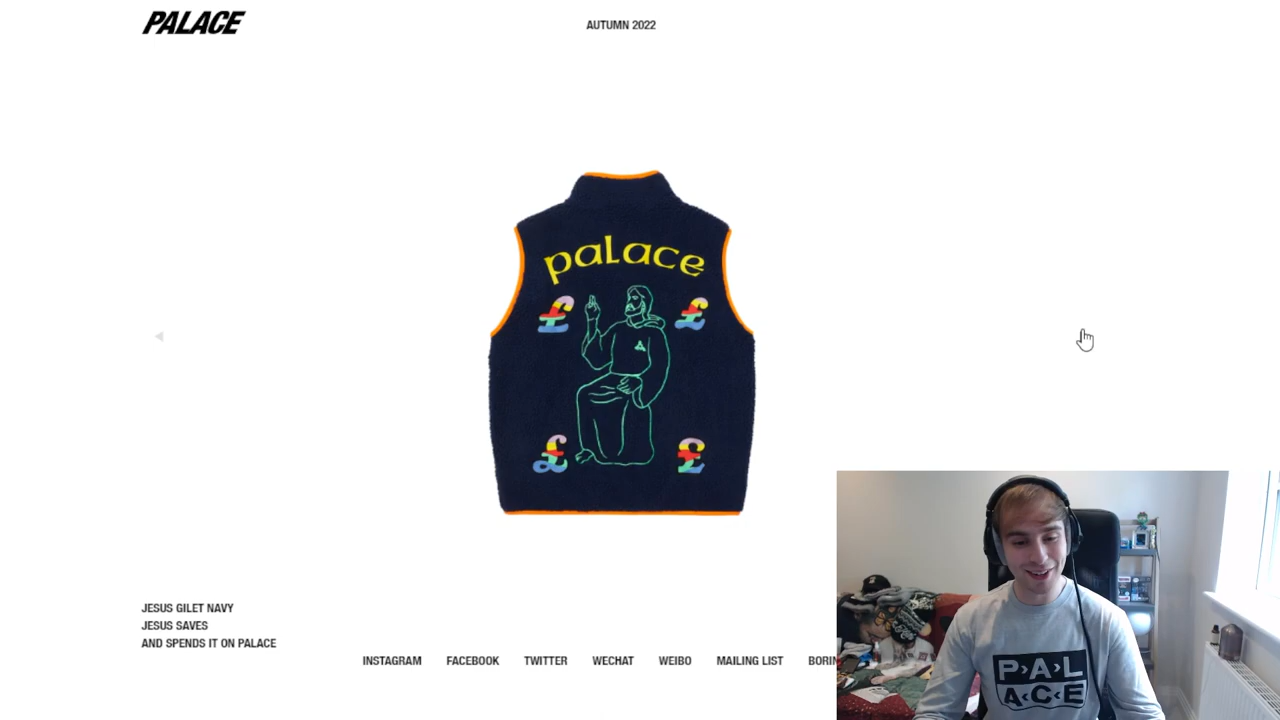 PALACE
AUTUMN 2022
palace
£ £
£ £
JESUS GILET NAVY
JESUS SAVES
AND SPENDS IT ON PALACE
INSTAGRAM FACEBOOK TWITTER WECHAT WEIBO MAILING LIST BORIN
P›A›L
A‹C‹E